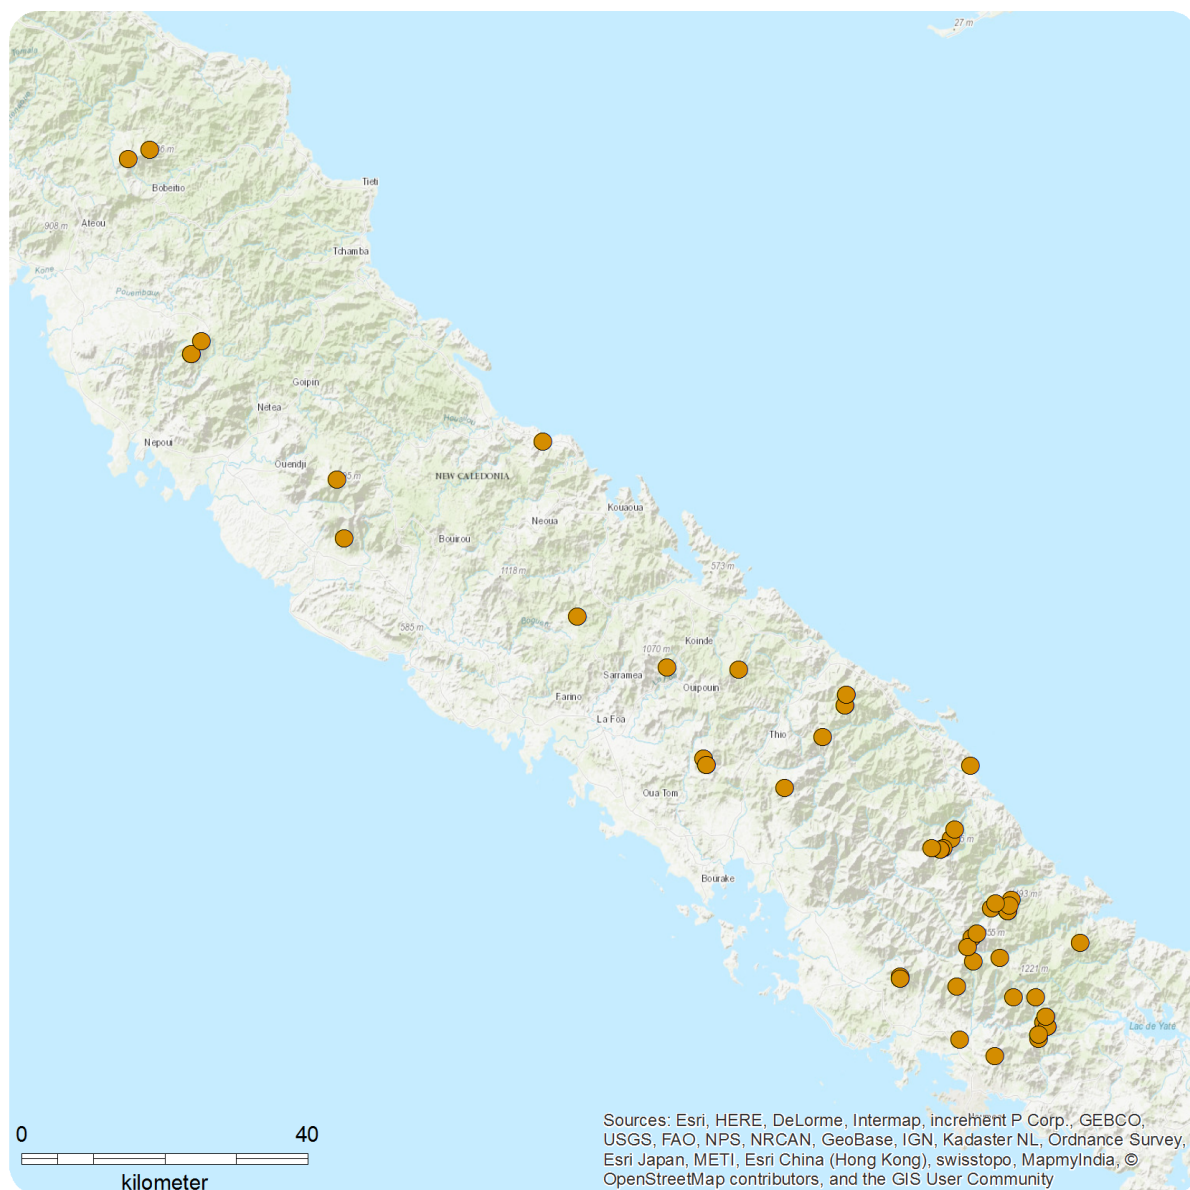 27 m
Tieti
Bobeitio
Ateou
908 m
Tchamba
Kone
Pouembout
Goipin
Netea
Nepoui
Ouendji
NEW CALEDONIA
Kouaoua
Neoua
Bouirou
573 m
1118 m
585 m
Koinde
1070 m
Sarramea
Ouipouin
Farino
La Foa
Thio
Oua Tom
Bourake
1221 m
Lac de Yaté
0 40
kilometer
Sources: Esri, HERE, DeLorme, Intermap, increment P Corp., GEBCO,
USGS, FAO, NPS, NRCAN, GeoBase, IGN, Kadaster NL, Ordnance Survey,
Esri Japan, METI, Esri China (Hong Kong), swisstopo, MapmyIndia, ©
OpenStreetMap contributors, and the GIS User Community